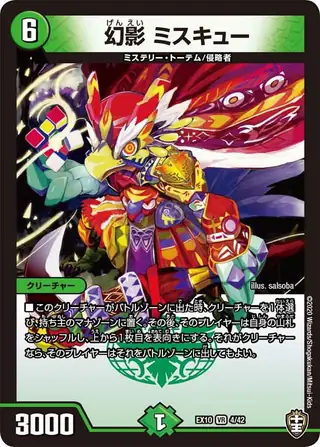 6
げんえい
幻影 ミスキュー
ミステリー・トーテム/侵略者
illus. salsoba
クリーチャー
■このクリーチャーがバトルゾーンに出た時、クリーチャーを1体選
び、持ち主のマナゾーンに置く。その後、そのプレイヤーは自身の山札
をシャッフルし、上から1枚目を表向きにする。それがクリーチャー
なら、そのプレイヤーはそれをバトルゾーンに出してもよい。
©2020 Wizards/Shogakukan/Mitsui-Kids
3000
1
EX10 VR 4/42